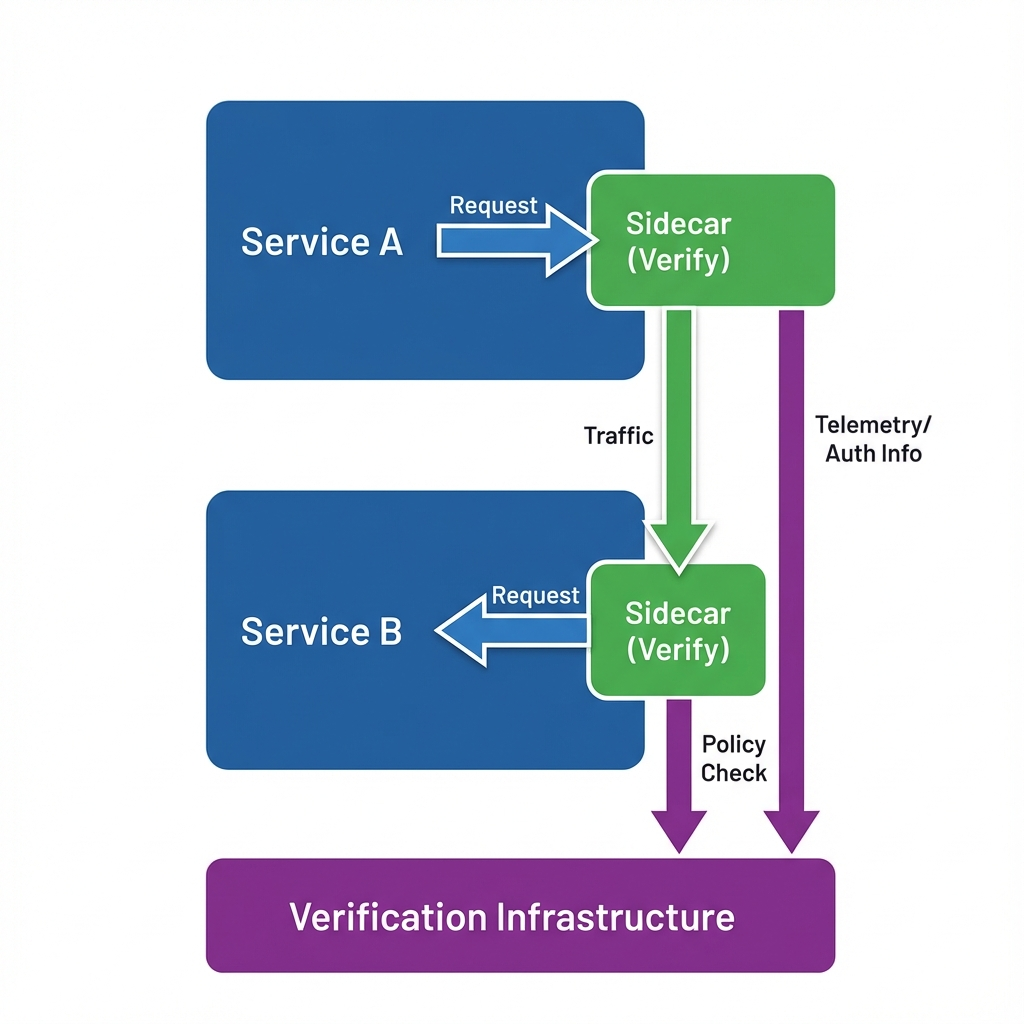 Request
Service A
Sidecar
(Verify)
Traffic
Telemetry/
Auth Info
Request
Service B
Sidecar
(Verify)
Policy
Check
Verification Infrastructure